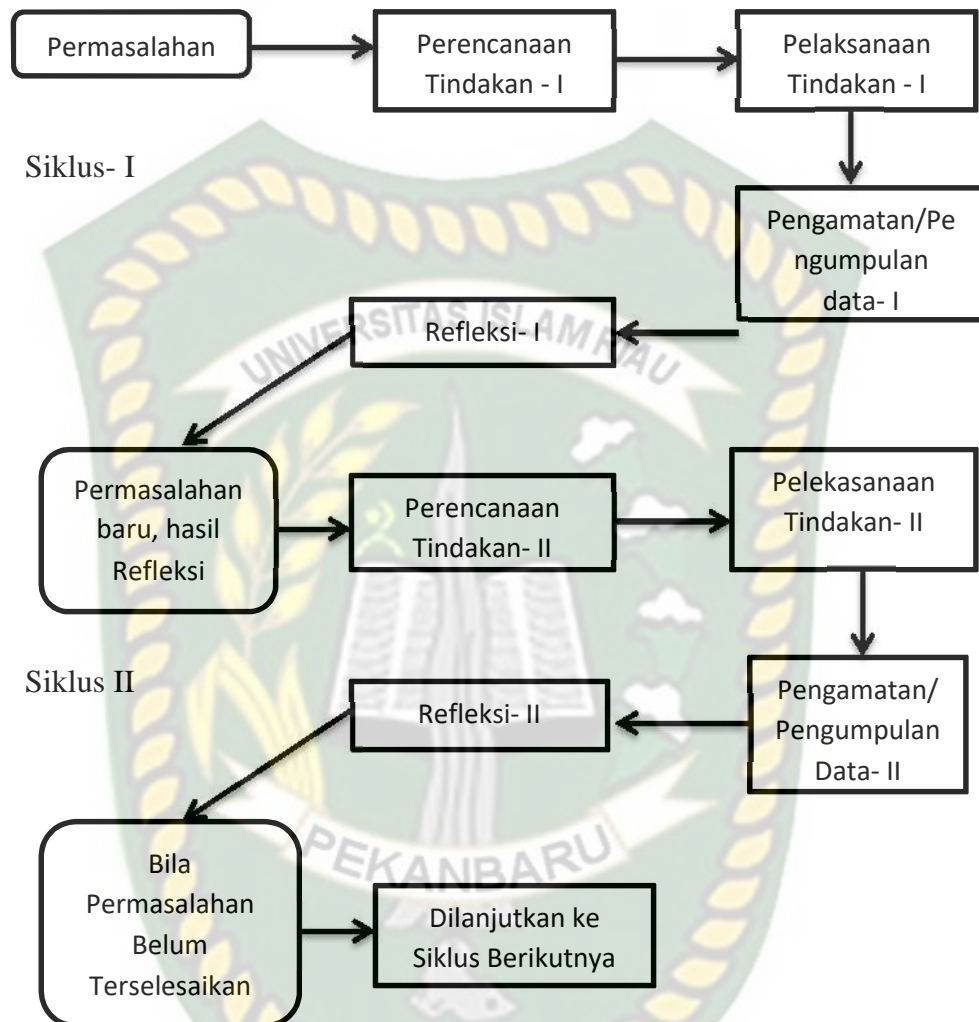 Permasalahan
Perencanaan
Tindakan - I
Pelaksanaan
Tindakan - I
Siklus- I
Pengamatan/Pe
ngumpulan
data- I
Refleksi- I
UNIVERSITAS ISLAM RIAU
Permasalahan
baru, hasil
Refleksi
Perencanaan
Tindakan- II
Pelekasanaan
Tindakan- II
Siklus II
Pengamatan/
Pengumpulan
Data- II
Refleksi- II
PEKANBARU
Bila
Permasalahan
Belum
Terselesaikan
Dilanjutkan ke
Siklus Berikutnya